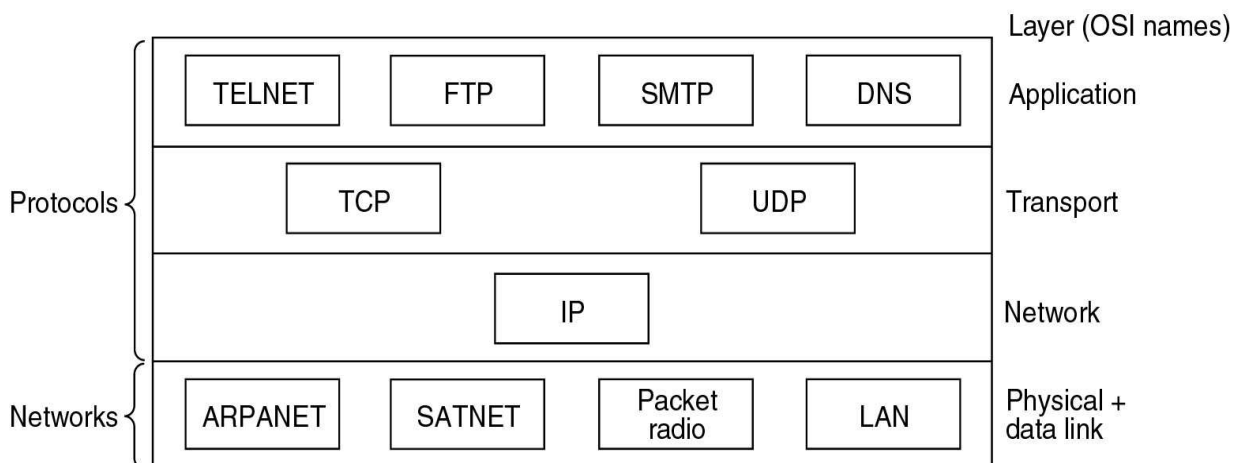 Layer (OSI names)
TELNET FTP SMTP DNS Application
Protocols TCP UDP Transport
IP Network
Networks ARPANET SATNET Packet radio LAN Physical +
data link